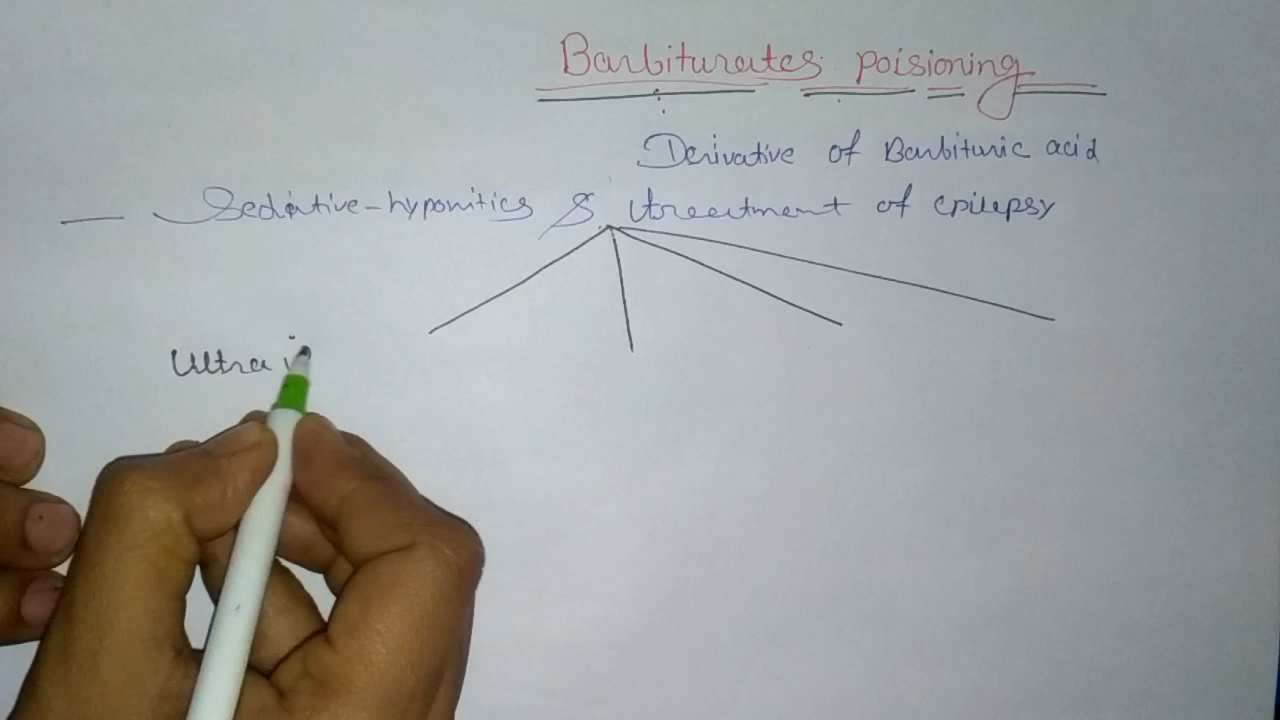 Barbiturates poisioning
Derivative of Barbituric acid
— Sedative-hyponitics & treatment of epilepsy
Ultra